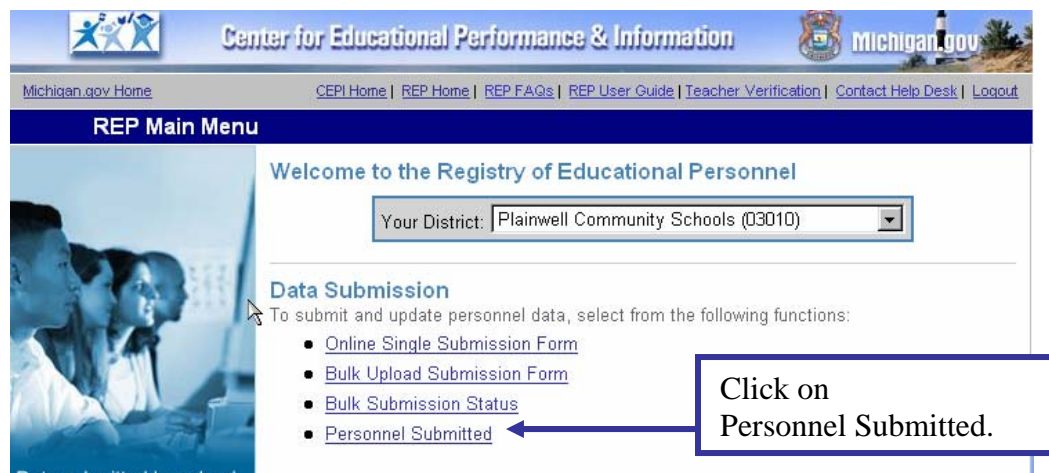 Center for Educational Performance & Information
Michigan.gov
Michigan.gov Home
CEPI Home | REP Home | REP FAQs | REP User Guide | Teacher Verification | Contact Help Desk | Logout
REP Main Menu
Welcome to the Registry of Educational Personnel
Your District: Plainwell Community Schools (03010)
Data Submission
To submit and update personnel data, select from the following functions:
• Online Single Submission Form
• Bulk Upload Submission Form
• Bulk Submission Status
• Personnel Submitted
Click on
Personnel Submitted.